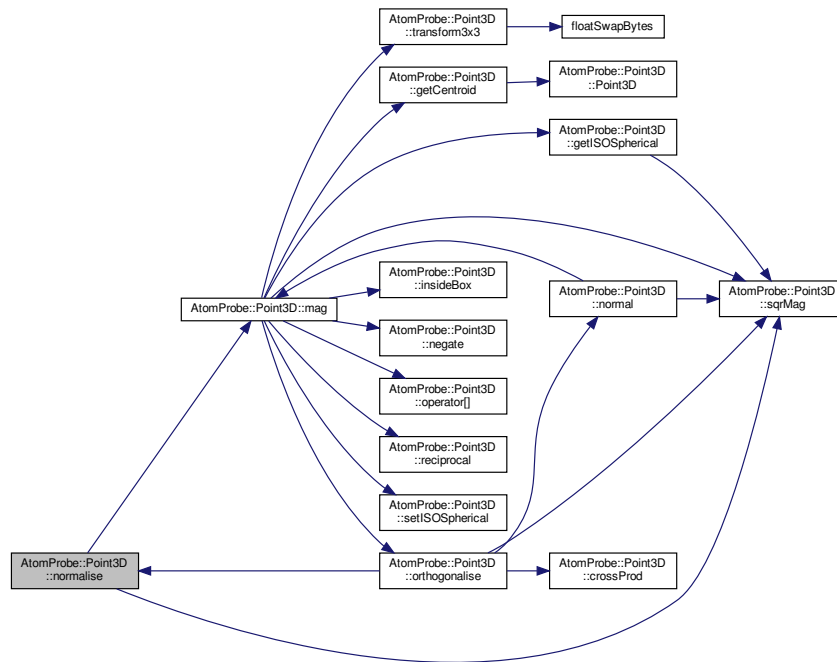 AtomProbe::Point3D
::transform3x3
floatSwapBytes
AtomProbe::Point3D
::getCentroid
AtomProbe::Point3D
::Point3D
AtomProbe::Point3D
::getISOSpherical
AtomProbe::Point3D
::insideBox
AtomProbe::Point3D
::normal
AtomProbe::Point3D
::sqrMag
AtomProbe::Point3D::mag
AtomProbe::Point3D
::negate
AtomProbe::Point3D
::operator[]
AtomProbe::Point3D
::reciprocal
AtomProbe::Point3D
::setISOSpherical
AtomProbe::Point3D
::normalise
AtomProbe::Point3D
::orthogonalise
AtomProbe::Point3D
::crossProd